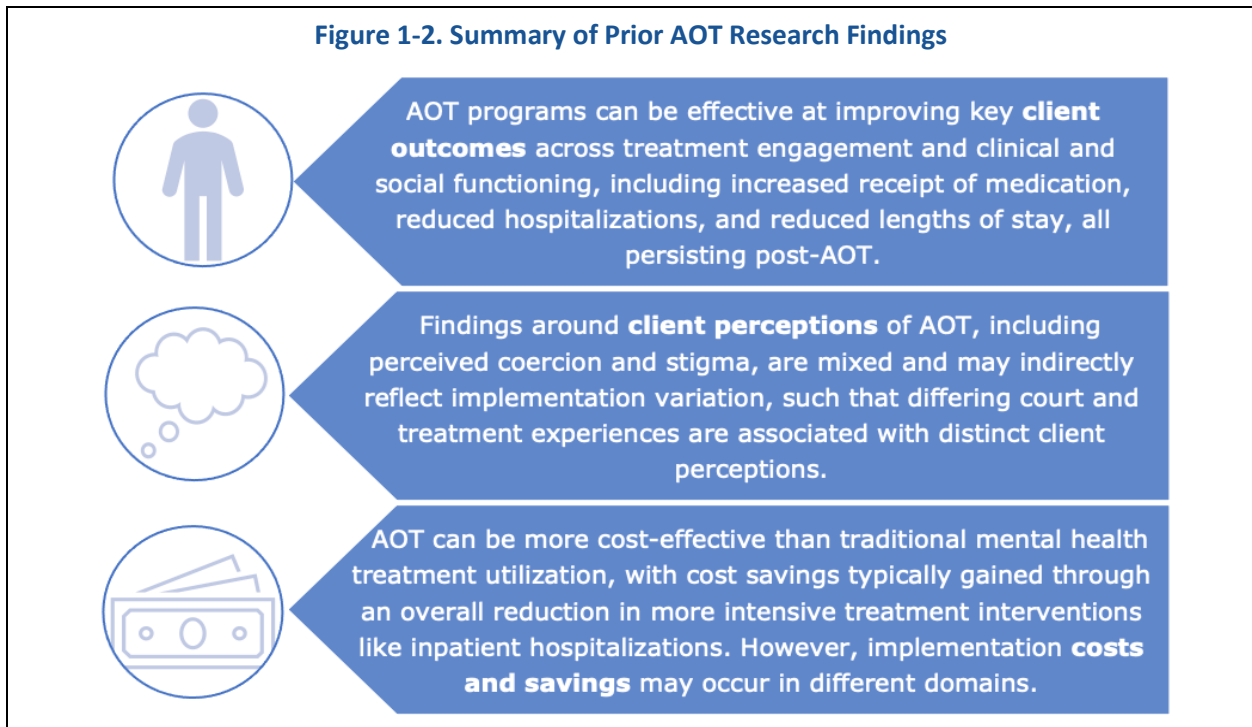 Figure 1-2. Summary of Prior AOT Research Findings
AOT programs can be effective at improving key client
outcomes across treatment engagement and clinical and
social functioning, including increased receipt of medication,
reduced hospitalizations, and reduced lengths of stay, all
persisting post-AOT.
Findings around client perceptions of AOT, including
perceived coercion and stigma, are mixed and may indirectly
reflect implementation variation, such that differing court and
treatment experiences are associated with distinct client
perceptions.
AOT can be more cost-effective than traditional mental health
treatment utilization, with cost savings typically gained through
an overall reduction in more intensive treatment interventions
like inpatient hospitalizations. However, implementation costs
and savings may occur in different domains.